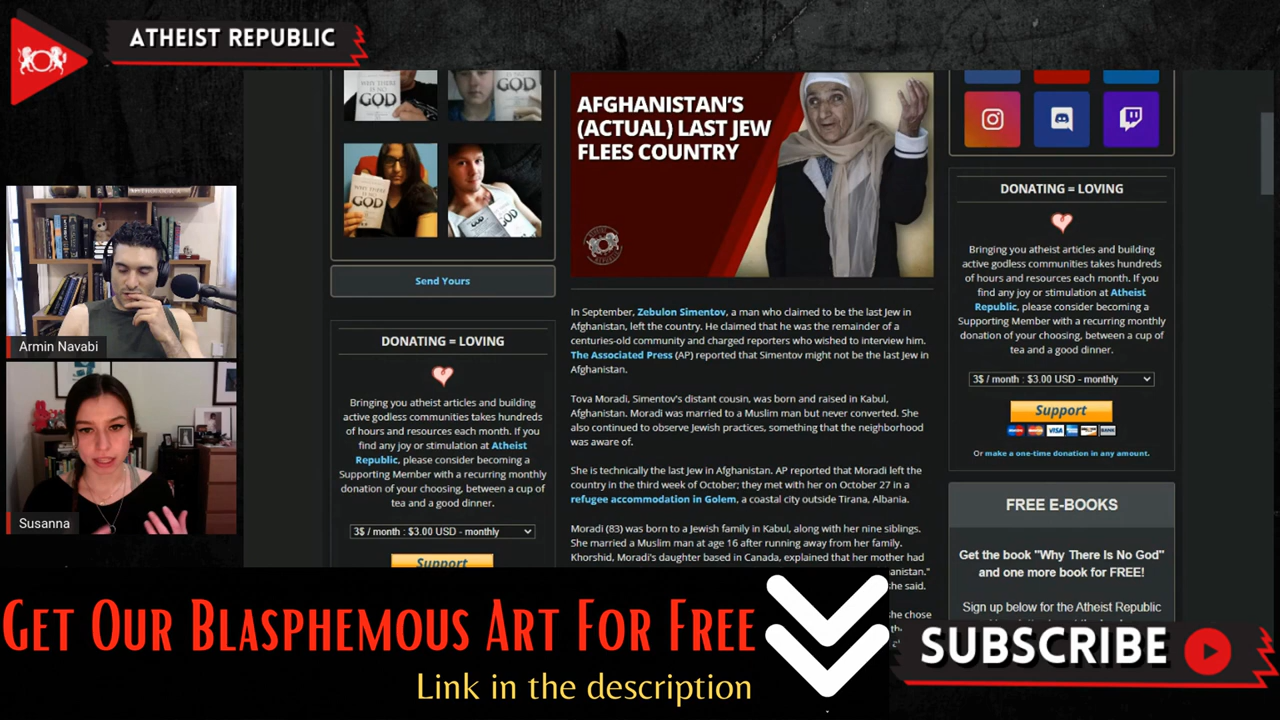 ATHEIST REPUBLIC
Armin Navabi
Susanna
WHY THERE
IS NO
GOD
GOD
WHY
THERE
IS NO
GOD
Send Yours
DONATING = LOVING
Bringing you atheist articles and building
active godless communities takes hundreds
of hours and resources each month. If you
find any joy or stimulation at Atheist
Republic, please consider becoming a
Supporting Member with a recurring monthly
donation of your choosing, between a cup of
tea and a good dinner.
3$ / month : $3.00 USD - monthly
Support
AFGHANISTAN'S
(ACTUAL) LAST JEW
FLEES COUNTRY
In September, Zebulon Simentov, a man who claimed to be the last Jew in
Afghanistan, left the country. He claimed that he was the remainder of a
centuries-old community and charged reporters who wished to interview him.
The Associated Press (AP) reported that Simentov might not be the last Jew in
Afghanistan.
Tova Moradi, Simentov's distant cousin, was born and raised in Kabul,
Afghanistan. Moradi was married to a Muslim man but never converted. She
also continued to observe Jewish practices, something that the neighborhood
was aware of.
She is technically the last Jew in Afghanistan. AP reported that Moradi left the
country in the third week of October; they met with her on October 27 in a
refugee accommodation in Golem, a coastal city outside Tirana, Albania.
Moradi (83) was born to a Jewish family in Kabul, along with her nine siblings.
She married a Muslim man at age 16 after running away from her family.
Khorshid, Moradi's daughter based in Canada, explained that her mother had
anistan."
she said.
she chose
DONATING = LOVING
Bringing you atheist articles and building
active godless communities takes hundreds
of hours and resources each month. If you
find any joy or stimulation at Atheist
Republic, please consider becoming a
Supporting Member with a recurring monthly
donation of your choosing, between a cup of
tea and a good dinner.
3$ / month : $3.00 USD - monthly
Support
VISA
BANK
Or make a one-time donation in any amount.
FREE E-BOOKS
Get the book "Why There Is No God"
and one more book for FREE!
Sign up below for the Atheist Republic
GET OUR BLASPHEMOUS ART FOR FREE
Link in the description
SUBSCRIBE